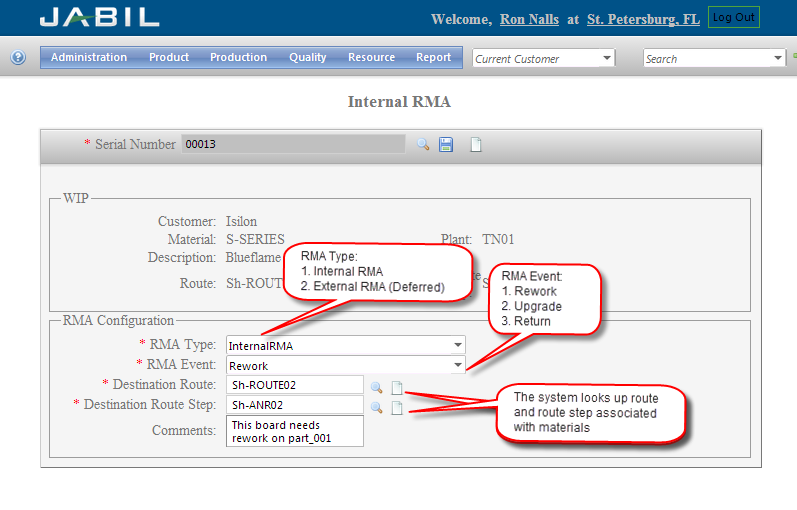 JABIL
Welcome, Ron Nalls at St. Petersburg, FL Log Out
? Administration Product Production Quality Resource Report Current Customer Search
Internal RMA
* Serial Number 00013
WIP
Customer: Isilon
Material: S-SERIES Plant: TN01
Description: Blueflame
Route: Sh-ROUT
RMA Type:
1. Internal RMA
2. External RMA (Deferred)
RMA Event:
1. Rework
2. Upgrade
3. Return
RMA Configuration
* RMA Type: InternalRMA
* RMA Event: Rework
* Destination Route: Sh-ROUTE02
* Destination Route Step: Sh-ANR02
Comments: This board needs
rework on part_001
The system looks up route
and route step associated
with materials